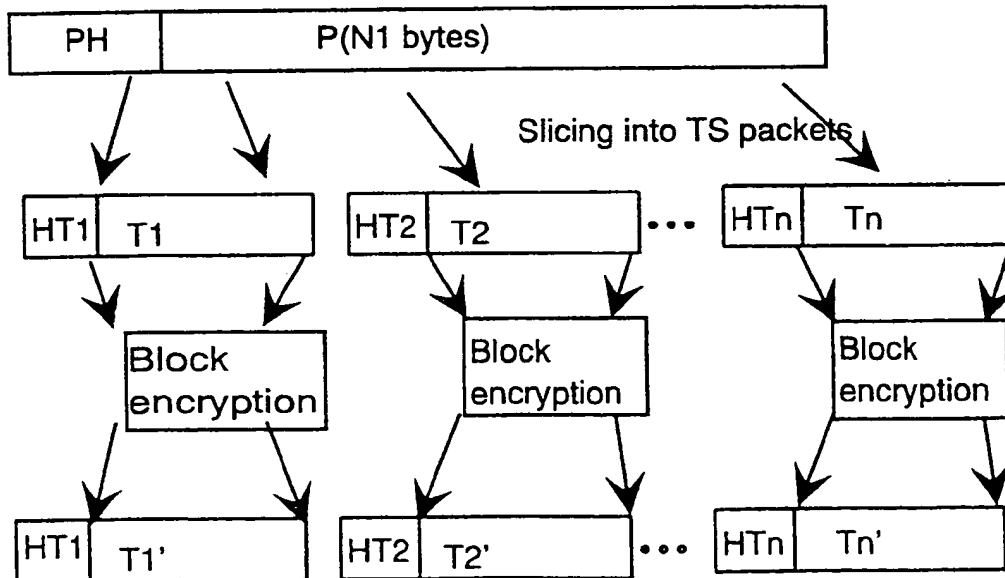 PH P(N1 bytes)
Slicing into TS packets
HT1 T1 HT2 T2 HTn Tn
Block Block Block
encryption encryption encryption
HT1 T1' HT2 T2' HTn Tn'